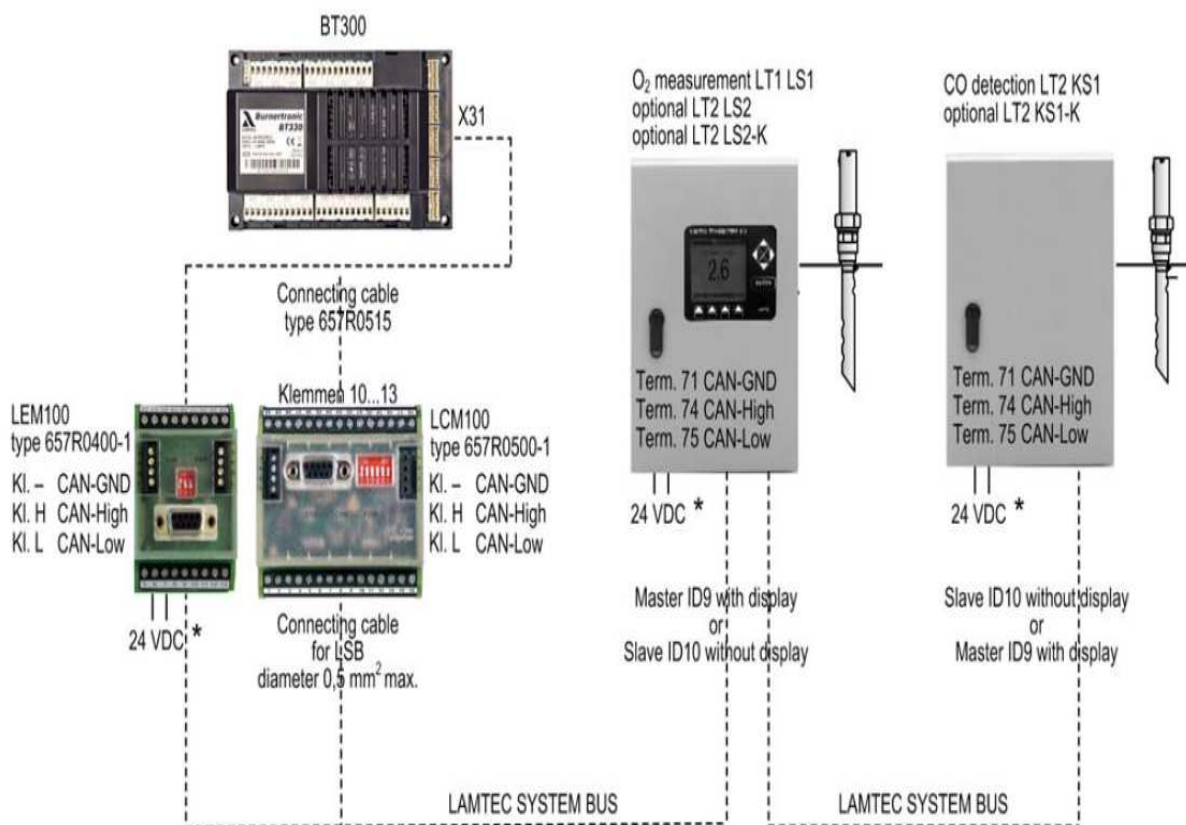 BT300
Burnertronic
BT330
X31
Connecting cable
type 657R0515
Klemmen 10...13
LEM100
type 657R0400-1
Kl. – CAN-GND
Kl. H CAN-High
Kl. L CAN-Low
24 VDC *
LCM100
type 657R0500-1
Kl. – CAN-GND
Kl. H CAN-High
Kl. L CAN-Low
Connecting cable
for LSB
diameter 0,5 mm² max.
O₂ measurement LT1 LS1
optional LT2 LS2
optional LT2 LS2-K
2.6
Term. 71 CAN-GND
Term. 74 CAN-High
Term. 75 CAN-Low
24 VDC *
Master ID9 with display
or
Slave ID10 without display
CO detection LT2 KS1
optional LT2 KS1-K
Term. 71 CAN-GND
Term. 74 CAN-High
Term. 75 CAN-Low
24 VDC *
Slave ID10 without display
or
Master ID9 with display
LAMTEC SYSTEM BUS
LAMTEC SYSTEM BUS